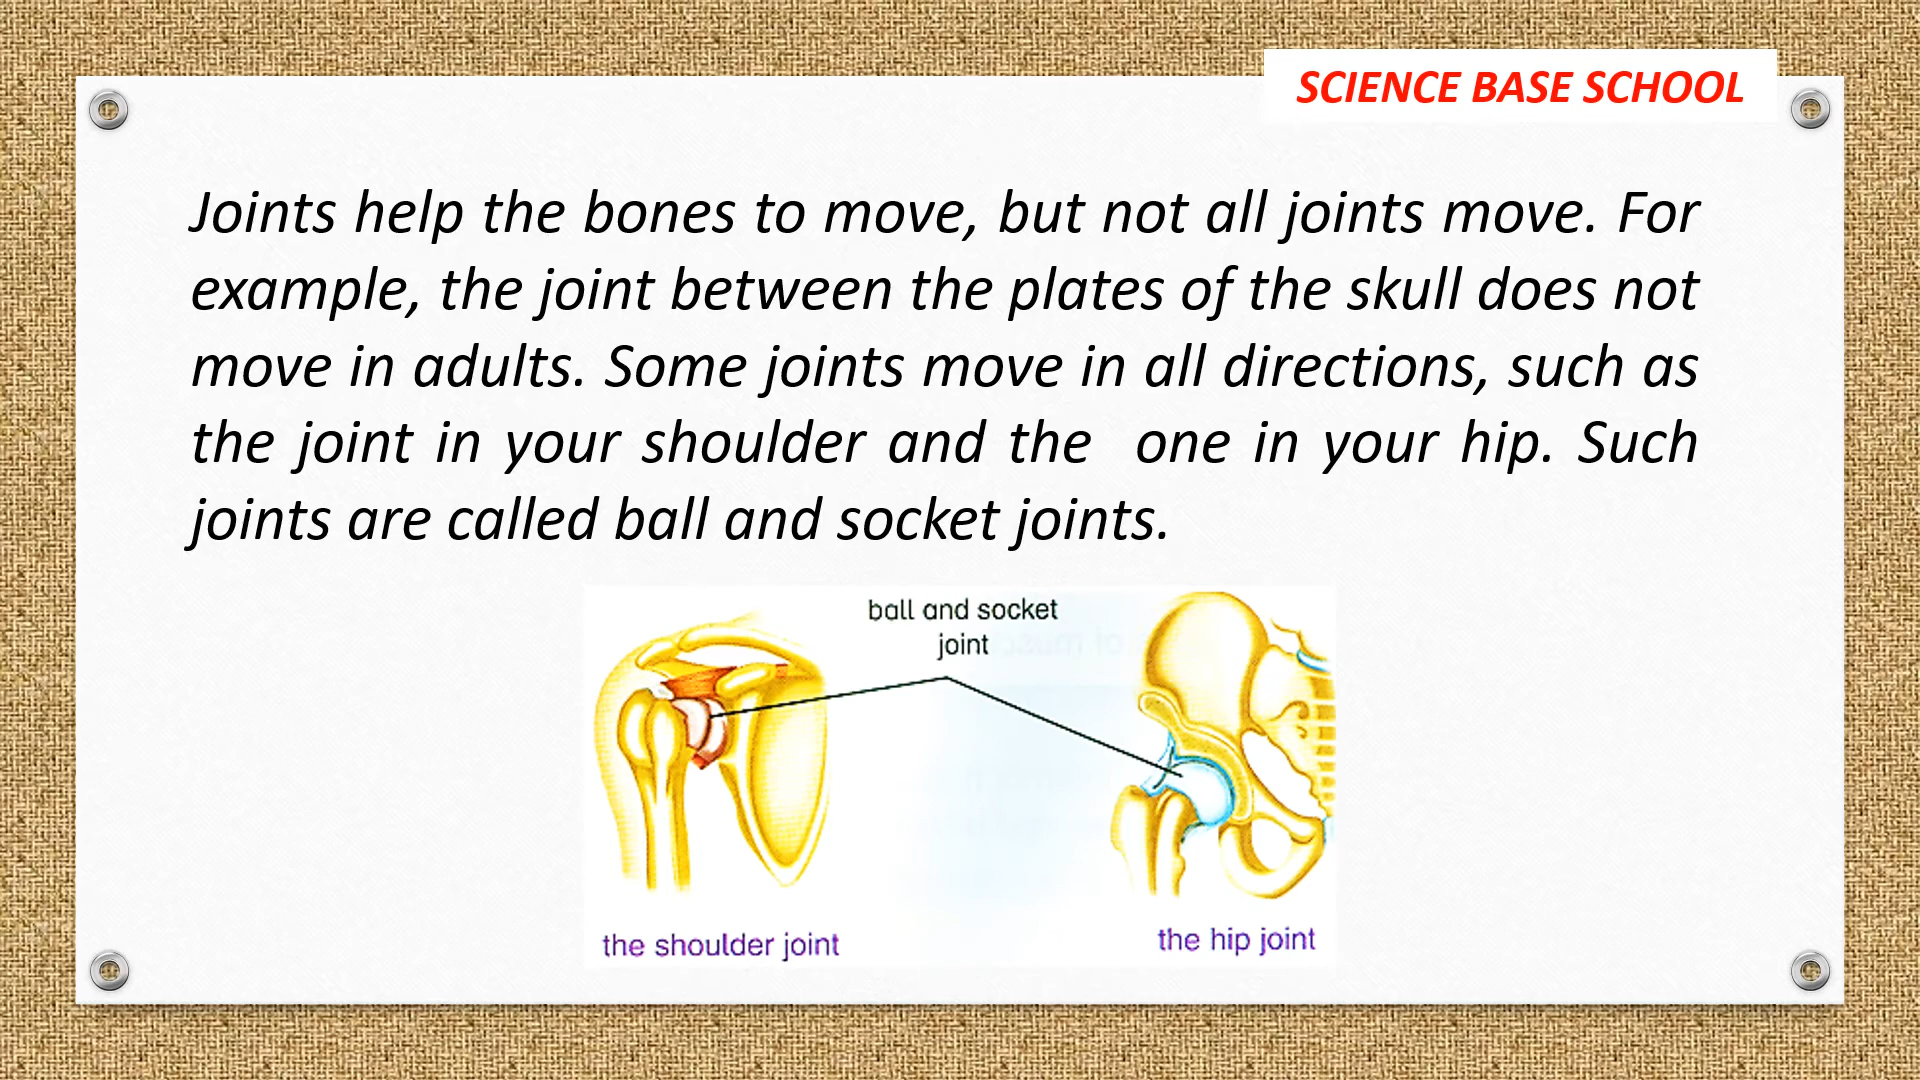 SCIENCE BASE SCHOOL
Joints help the bones to move, but not all joints move. For
example, the joint between the plates of the skull does not
move in adults. Some joints move in all directions, such as
the joint in your shoulder and the one in your hip. Such
joints are called ball and socket joints.
ball and socket
joint
the shoulder joint
the hip joint